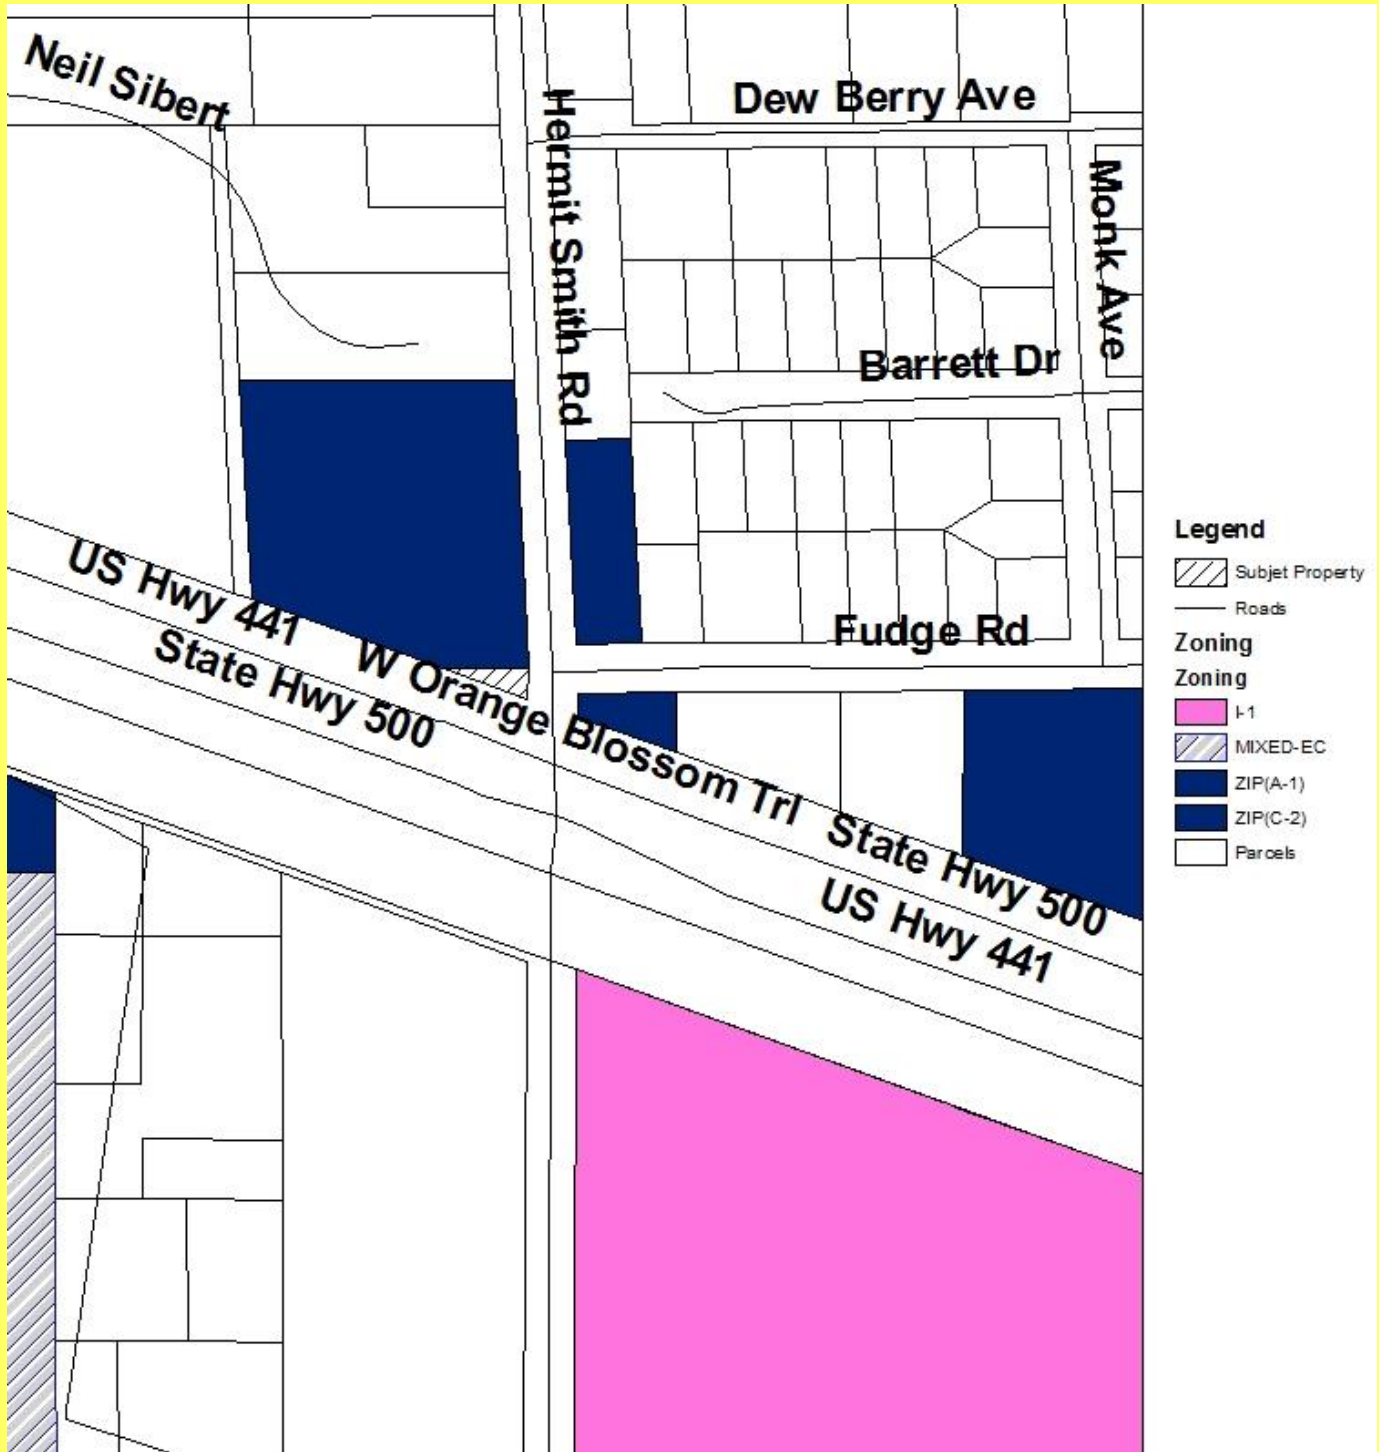 Neil Sibert
Dew Berry Ave
Hermit Smith Rd
Monk Ave
Barrett Dr
US Hwy 441
State Hwy 500
W Orange Blossom Trl
Fudge Rd
State Hwy 500
US Hwy 441
Legend
Subjet Property
Roads
Zoning
Zoning
I-1
MIXED-EC
ZIP(A-1)
ZIP(C-2)
Parcels